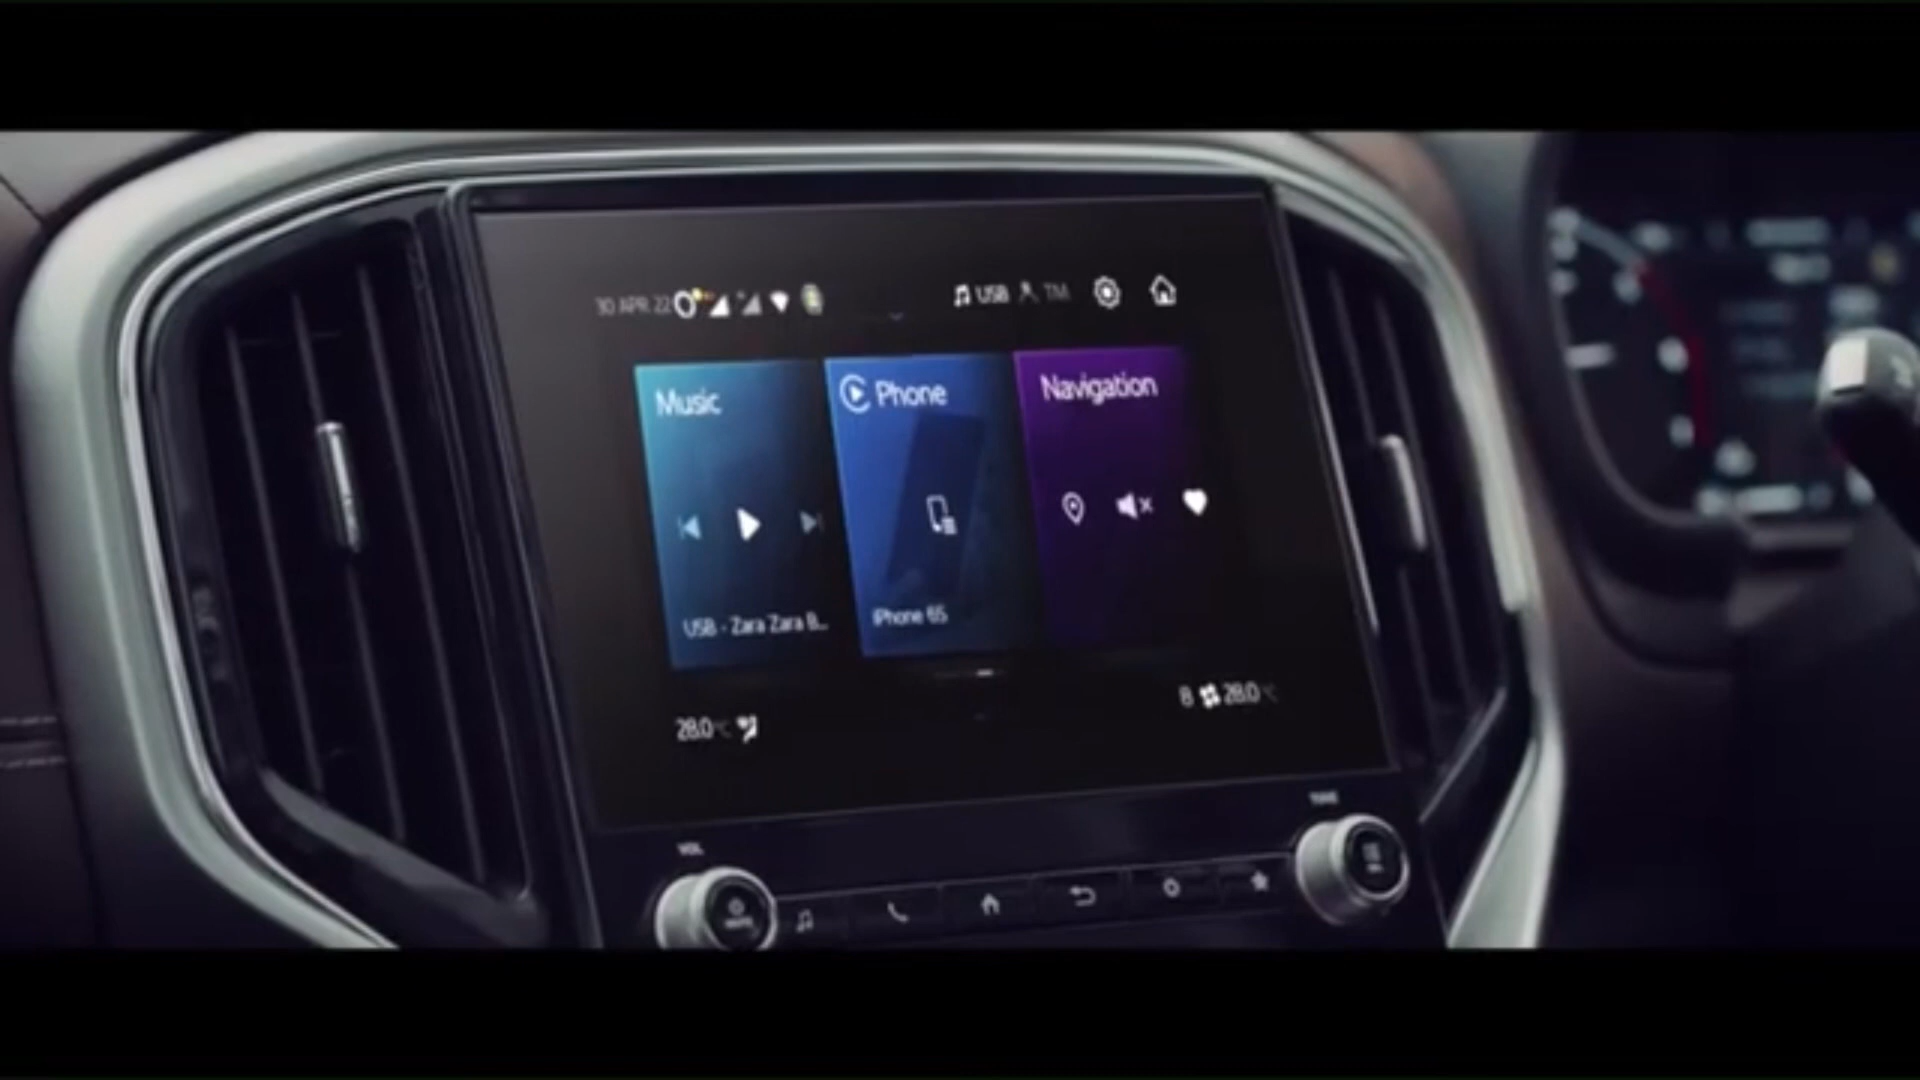 30 APR 22
USB TM
Music
Phone
Navigation
USB - Zara Zara B...
iPhone 6S
28.0°C
8 28.0°C
VOL
TUNE